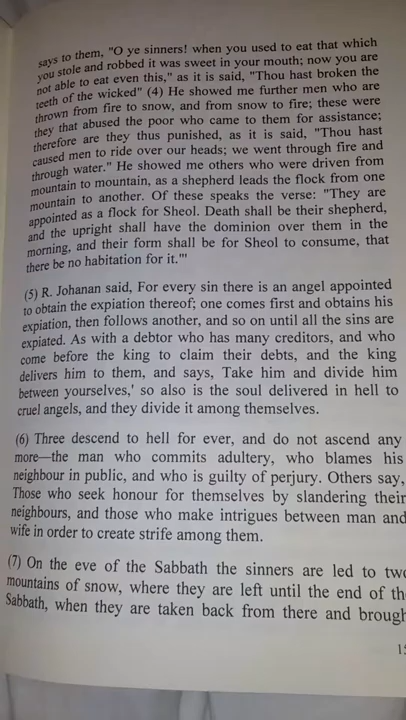 says to them, "O ye sinners! when you used to eat that which
you stole and robbed it was sweet in your mouth; now you are
not able to eat even this," as it is said, "Thou hast broken the
teeth of the wicked" (4) He showed me further men who are
thrown from fire to snow, and from snow to fire; these were
they that abused the poor who came to them for assistance;
therefore are they thus punished, as it is said, "Thou hast
caused men to ride over our heads; we went through fire and
through water." He showed me others who were driven from
mountain to mountain, as a shepherd leads the flock from one
mountain to another. Of these speaks the verse: "They are
appointed as a flock for Sheol. Death shall be their shepherd,
and the upright shall have the dominion over them in the
morning, and their form shall be for Sheol to consume, that
there be no habitation for it."'"
(5) R. Johanan said, For every sin there is an angel appointed
to obtain the expiation thereof; one comes first and obtains his
expiation, then follows another, and so on until all the sins are
expiated. As with a debtor who has many creditors, and who
come before the king to claim their debts, and the king
delivers him to them, and says, Take him and divide him
between yourselves,' so also is the soul delivered in hell to
cruel angels, and they divide it among themselves.
(6) Three descend to hell for ever, and do not ascend any
more—the man who commits adultery, who blames his
neighbour in public, and who is guilty of perjury. Others say,
Those who seek honour for themselves by slandering their
neighbours, and those who make intrigues between man and
wife in order to create strife among them.
(7) On the eve of the Sabbath the sinners are led to two
mountains of snow, where they are left until the end of th
Sabbath, when they are taken back from there and brough